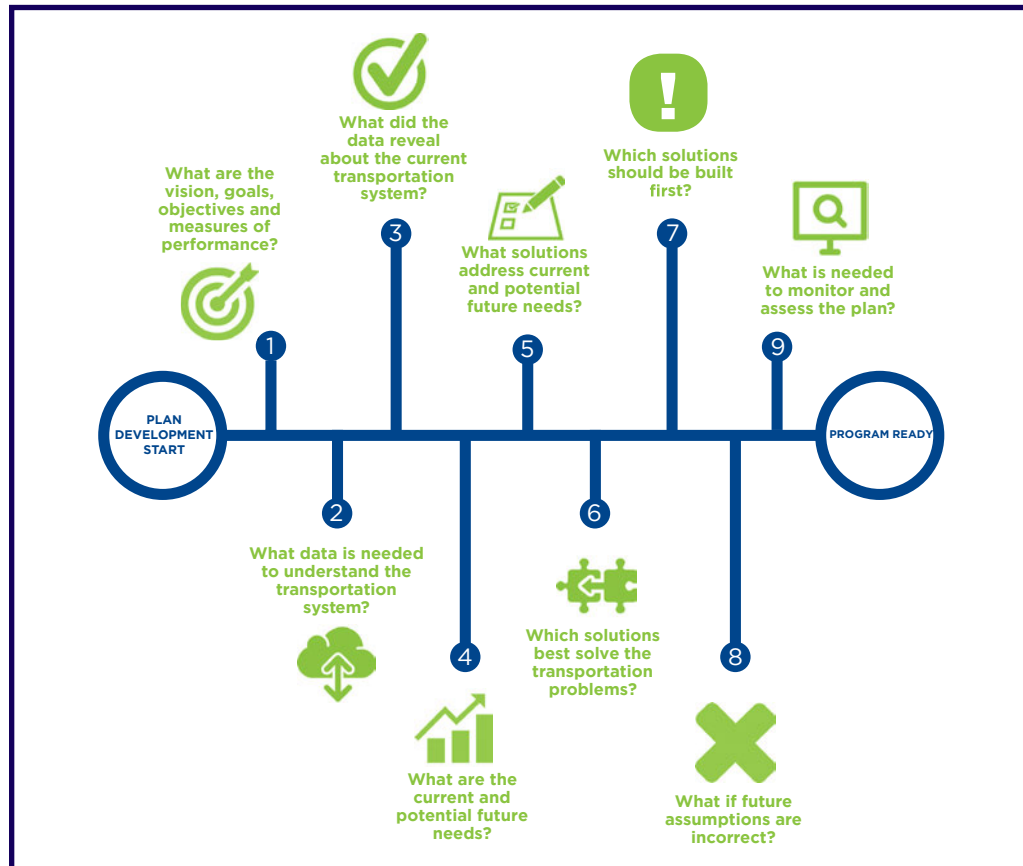 PLAN
DEVELOPMENT
START
1
What are the
vision, goals,
objectives and
measures of
performance?
2
What data is needed
to understand the
transportation
system?
3
What did the
data reveal
about the current
transportation
system?
4
What are the
current and
potential future
needs?
5
What solutions
address current
and potential
future needs?
6
Which solutions
best solve the
transportation
problems?
7
!
Which solutions
should be built
first?
8
What if future
assumptions are
incorrect?
9
What is needed
to monitor and
assess the plan?
PROGRAM READY